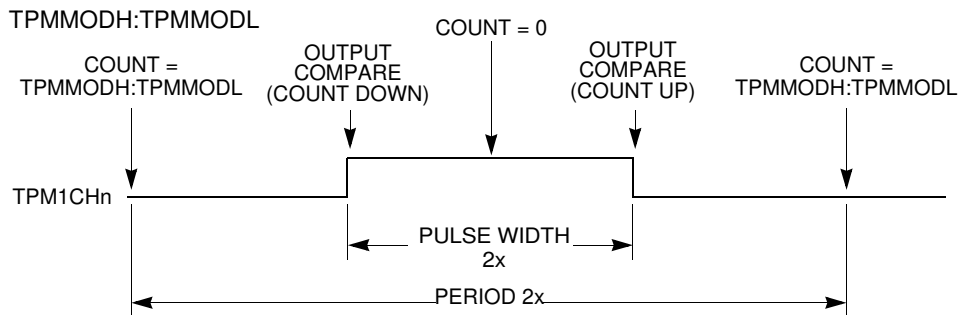 TPMMODH:TPMMODL
COUNT =
TPMMODH:TPMMODL
OUTPUT
COMPARE
(COUNT DOWN)
COUNT = 0
OUTPUT
COMPARE
(COUNT UP)
COUNT =
TPMMODH:TPMMODL
TPM1CHn
PULSE WIDTH
2x
PERIOD 2x